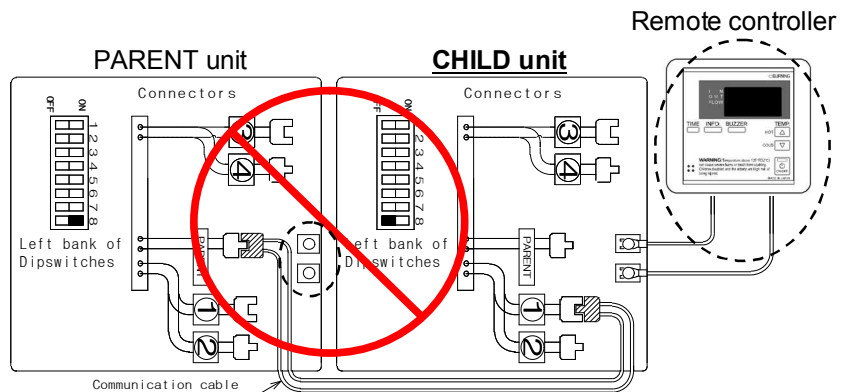 Remote controller
PARENT unit
CHILD unit
Connectors
OFF
ON
1
2
3
4
5
6
7
8
Left bank of
Dipswitches
3
4
PARENT
1
2
Connectors
OFF
ON
1
2
3
4
5
6
7
8
Left bank of
Dipswitches
3
4
PARENT
1
2
TIME INFO. BUZZER TEMP.
HOT
WARNING:
Communication cable